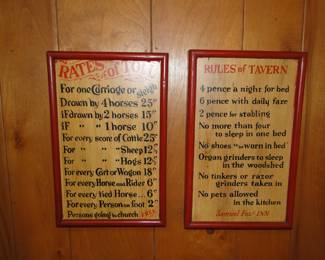 RATES of TOLL
For one Carriage or Sleigh
Drawn by 4 horses 25"
if Drawn by 2 horses 15"
if " 1 horse 10"
For every score of Cattle 25"
For " " Sheep 12½
For " " Hogs 12½
For every Cart or Wagon 18"
For every Horse and Rider 6"
For every Tied Horse . . 6"
For every Person on foot 2"
Persons going to church
RULES of TAVERN
4 pence a night for bed
6 pence with daily fare
2 pence for stabling
No more than four
to sleep in one bed
No shoes "to worn in bed"
Organ grinders to sleep
in the woodshed
No tinkers or razor
grinders taken in
No pets allowed
in the kitchen
Samuel Fox' INN